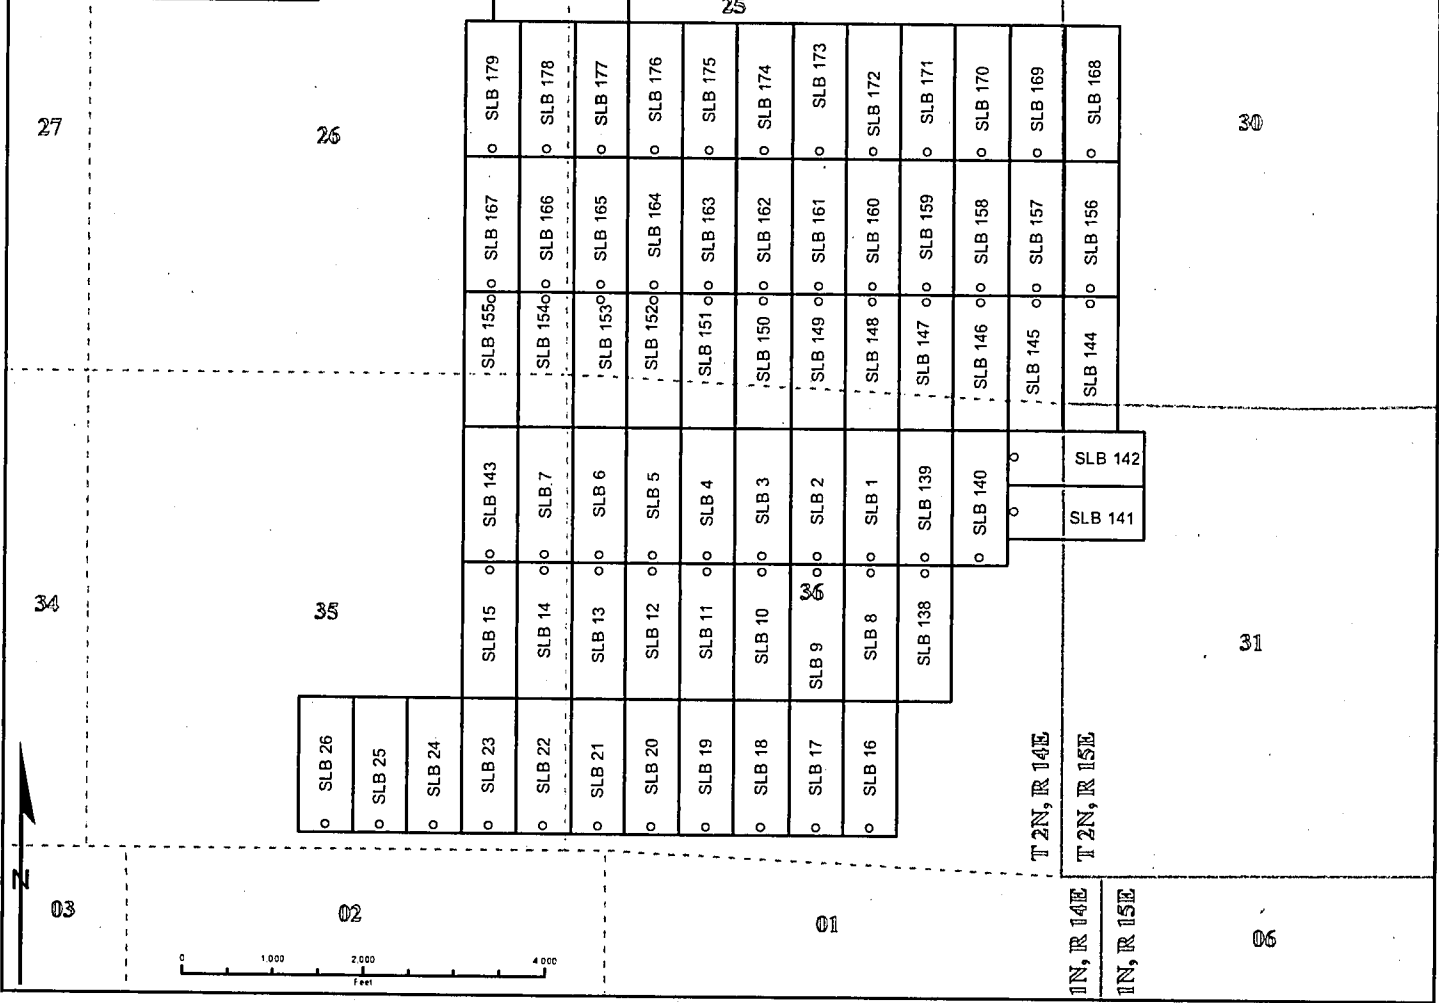 25
SLB 179
SLB 178
SLB 177
SLB 176
SLB 175
SLB 174
SLB 173
SLB 172
SLB 171
SLB 170
SLB 169
SLB 168
27
26
30
SLB 167
SLB 166
SLB 165
SLB 164
SLB 163
SLB 162
SLB 161
SLB 160
SLB 159
SLB 158
SLB 157
SLB 156
SLB 155
SLB 154
SLB 153
SLB 152
SLB 151
SLB 150
SLB 149
SLB 148
SLB 147
SLB 146
SLB 145
SLB 144
SLB 143
SLB 7
SLB 6
SLB 5
SLB 4
SLB 3
SLB 2
SLB 1
SLB 139
SLB 140
SLB 142
SLB 141
34
35
36
31
SLB 15
SLB 14
SLB 13
SLB 12
SLB 11
SLB 10
SLB 9
SLB 8
SLB 138
SLB 26
SLB 25
SLB 24
SLB 23
SLB 22
SLB 21
SLB 20
SLB 19
SLB 18
SLB 17
SLB 16
T 2N, R 14E
T 2N, R 15E
N
03
02
01
06
1N, R 14E
1N, R 15E
0 1,000 2,000 4,000
Feet